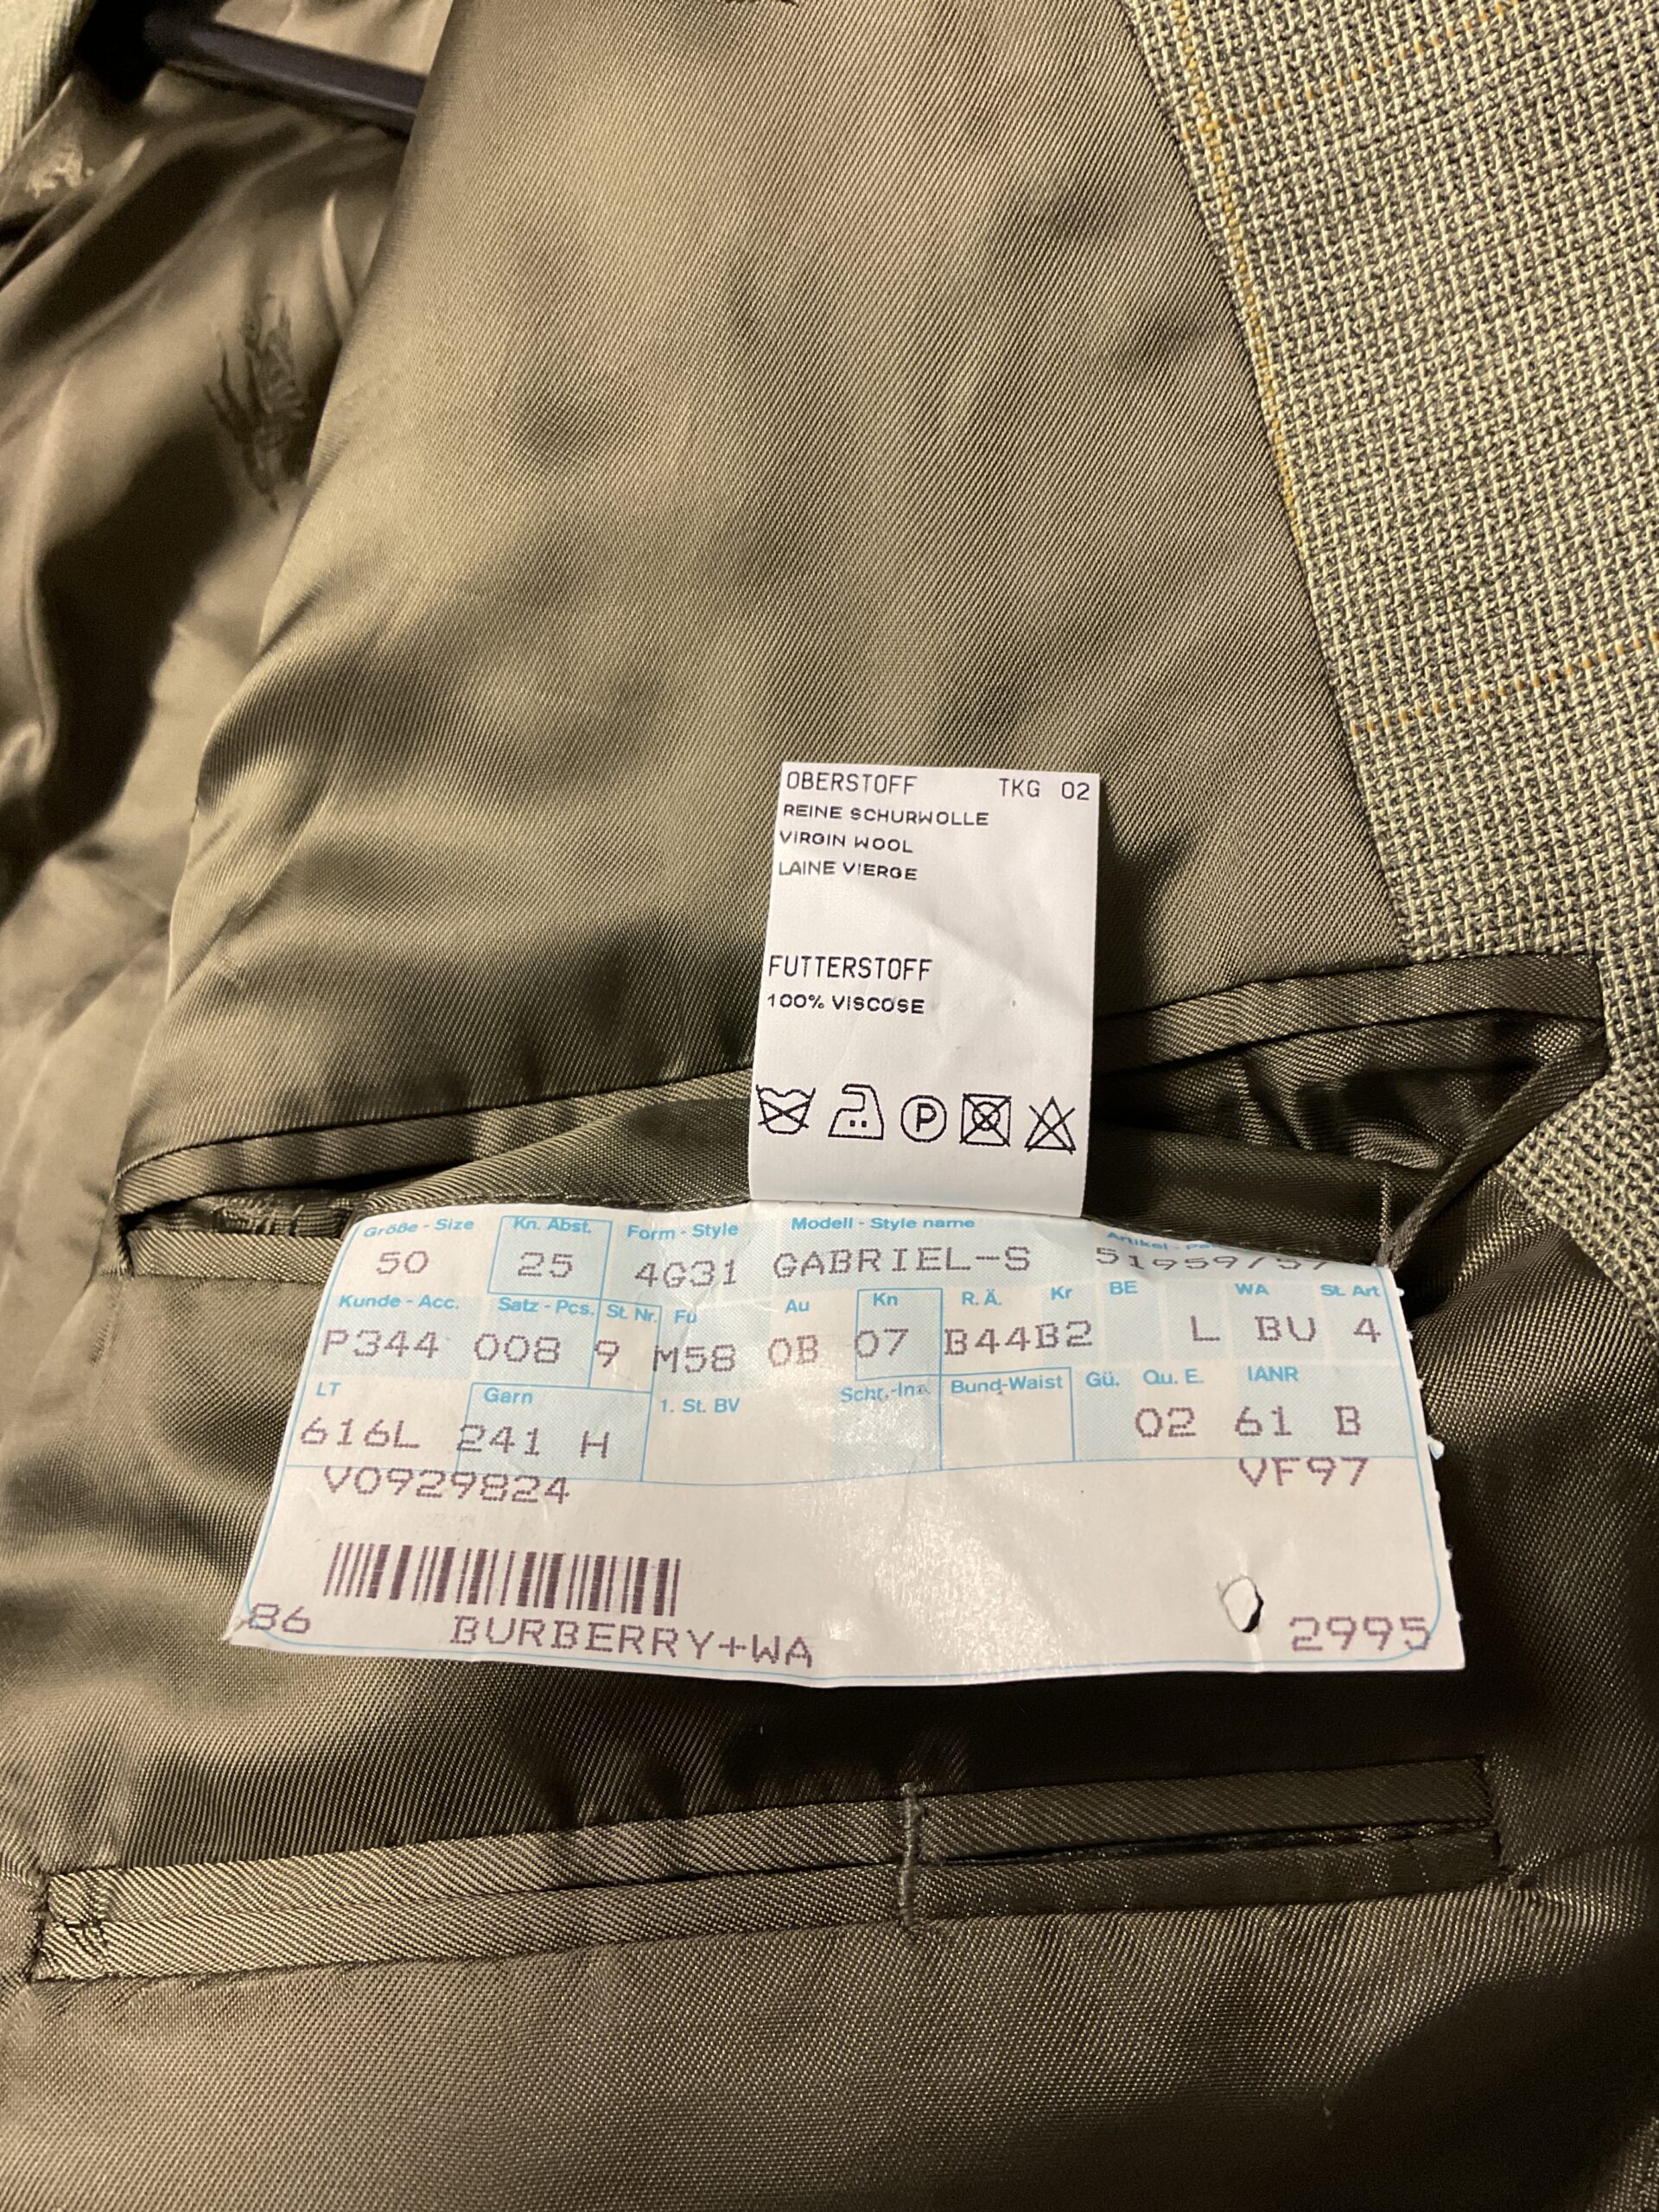 OBERSTOFF TKG 02
REINE SCHURWOLLE
VIRGIN WOOL
LAINE VIERGE
FUTTERSTOFF
100% VISCOSE
P
Größe - Size Kn. Abst. Form - Style Modell - Style name
50 25 4G31 GABRIEL-S
Kunde - Acc. Satz - Pcs. St. Nr. Fu Au Kn R.Ä. Kr BE WA St. Art
P344 008 9 M58 0B 07 B44B2 L BU 4
LT Garn 1. St. BV Bund-Waist Gü. Qu. E. IANR
616L 241 H 02 61 B
V0929824 VF97
86 BURBERRY+WA 2995